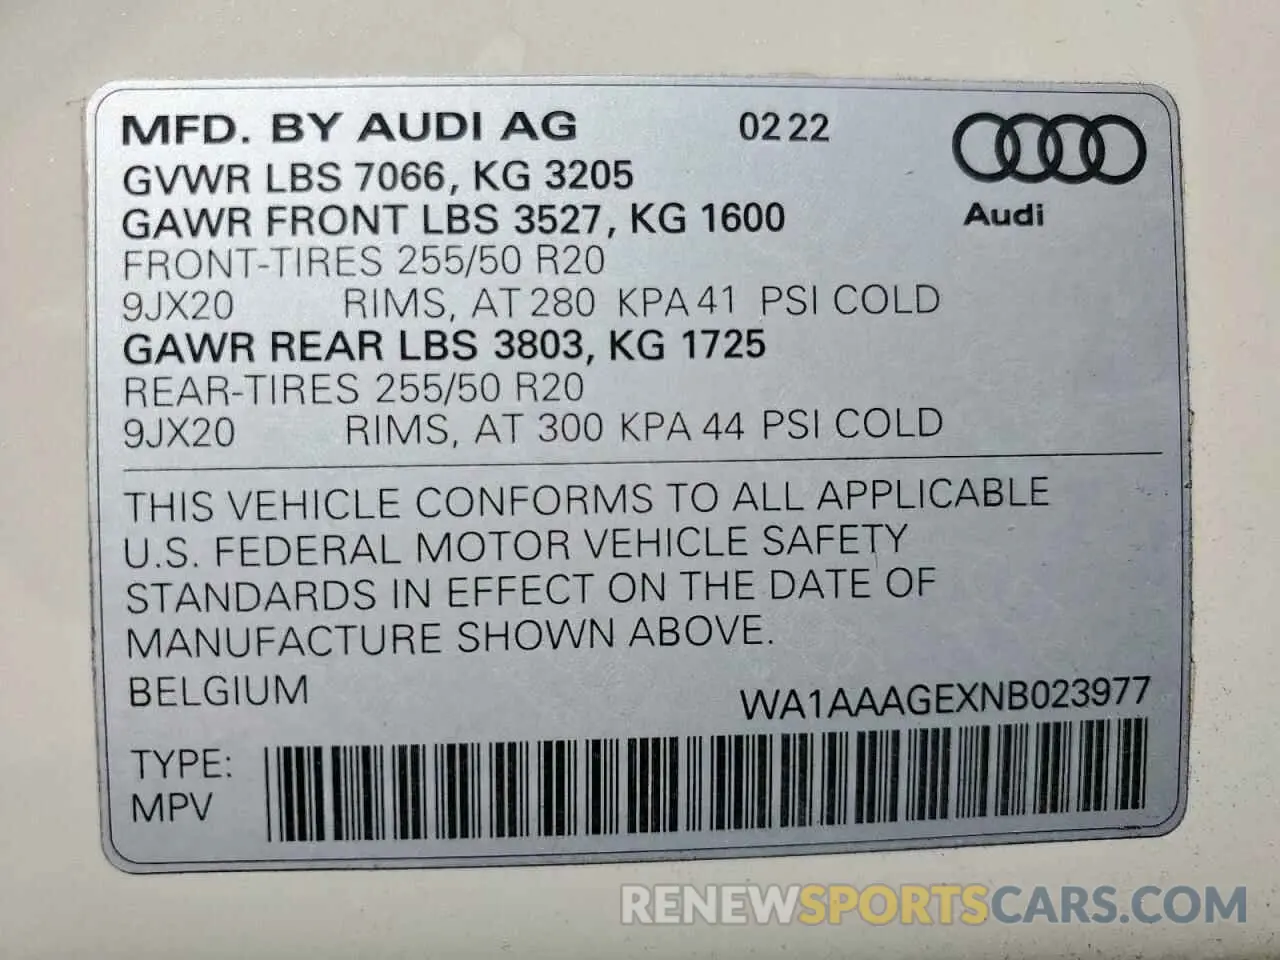 MFD. BY AUDI AG 02 22
GVWR LBS 7066, KG 3205
GAWR FRONT LBS 3527, KG 1600
Audi
FRONT-TIRES 255/50 R20
9JX20 RIMS, AT 280 KPA 41 PSI COLD
GAWR REAR LBS 3803, KG 1725
REAR-TIRES 255/50 R20
9JX20 RIMS, AT 300 KPA 44 PSI COLD
THIS VEHICLE CONFORMS TO ALL APPLICABLE
U.S. FEDERAL MOTOR VEHICLE SAFETY
STANDARDS IN EFFECT ON THE DATE OF
MANUFACTURE SHOWN ABOVE.
BELGIUM WA1AAAGEXNB023977
TYPE:
MPV
RENEWSPORTSCARS.COM